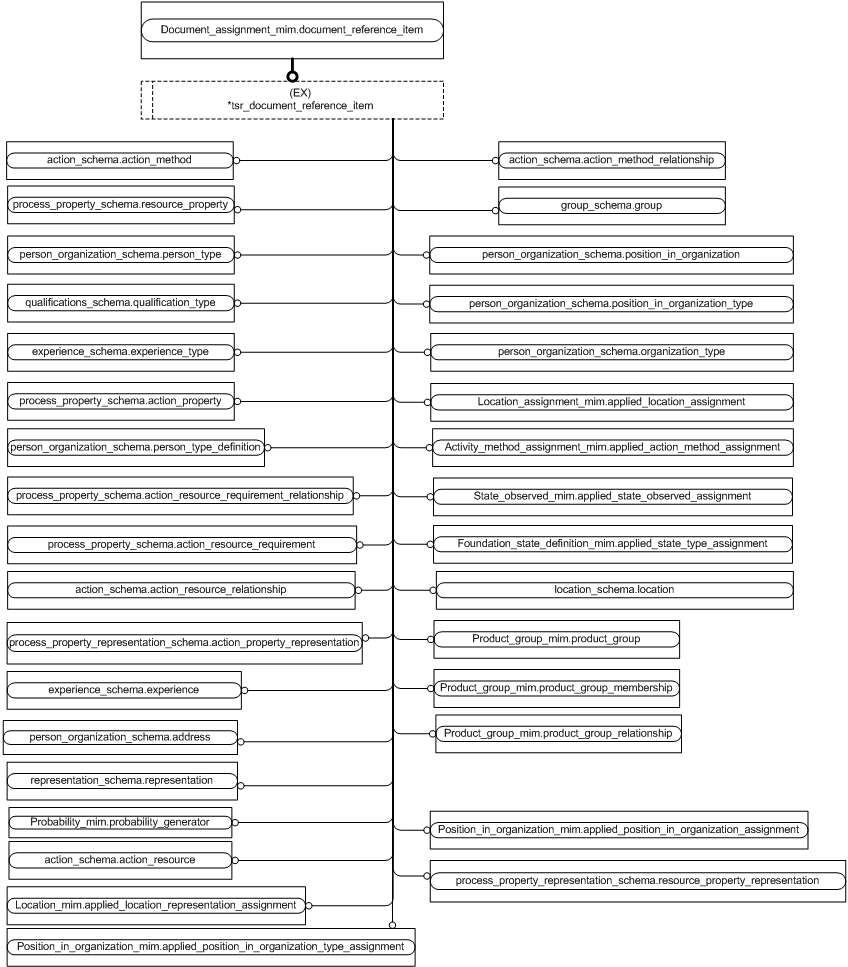 Document_assignment_mim.document_reference_item
(EX)
*tsr_document_reference_item
action_schema.action_method
action_schema.action_method_relationship
process_property_schema.resource_property
group_schema.group
person_organization_schema.person_type
person_organization_schema.position_in_organization
qualifications_schema.qualification_type
person_organization_schema.position_in_organization_type
experience_schema.experience_type
person_organization_schema.organization_type
process_property_schema.action_property
Location_assignment_mim.applied_location_assignment
person_organization_schema.person_type_definition
Activity_method_assignment_mim.applied_action_method_assignment
process_property_schema.action_resource_requirement_relationship
State_observed_mim.applied_state_observed_assignment
process_property_schema.action_resource_requirement
Foundation_state_definition_mim.applied_state_type_assignment
action_schema.action_resource_relationship
location_schema.location
process_property_representation_schema.action_property_representation
Product_group_mim.product_group
experience_schema.experience
Product_group_mim.product_group_membership
person_organization_schema.address
Product_group_mim.product_group_relationship
representation_schema.representation
Probability_mim.probability_generator
Position_in_organization_mim.applied_position_in_organization_assignment
action_schema.action_resource
process_property_representation_schema.resource_property_representation
Location_mim.applied_location_representation_assignment
Position_in_organization_mim.applied_position_in_organization_type_assignment